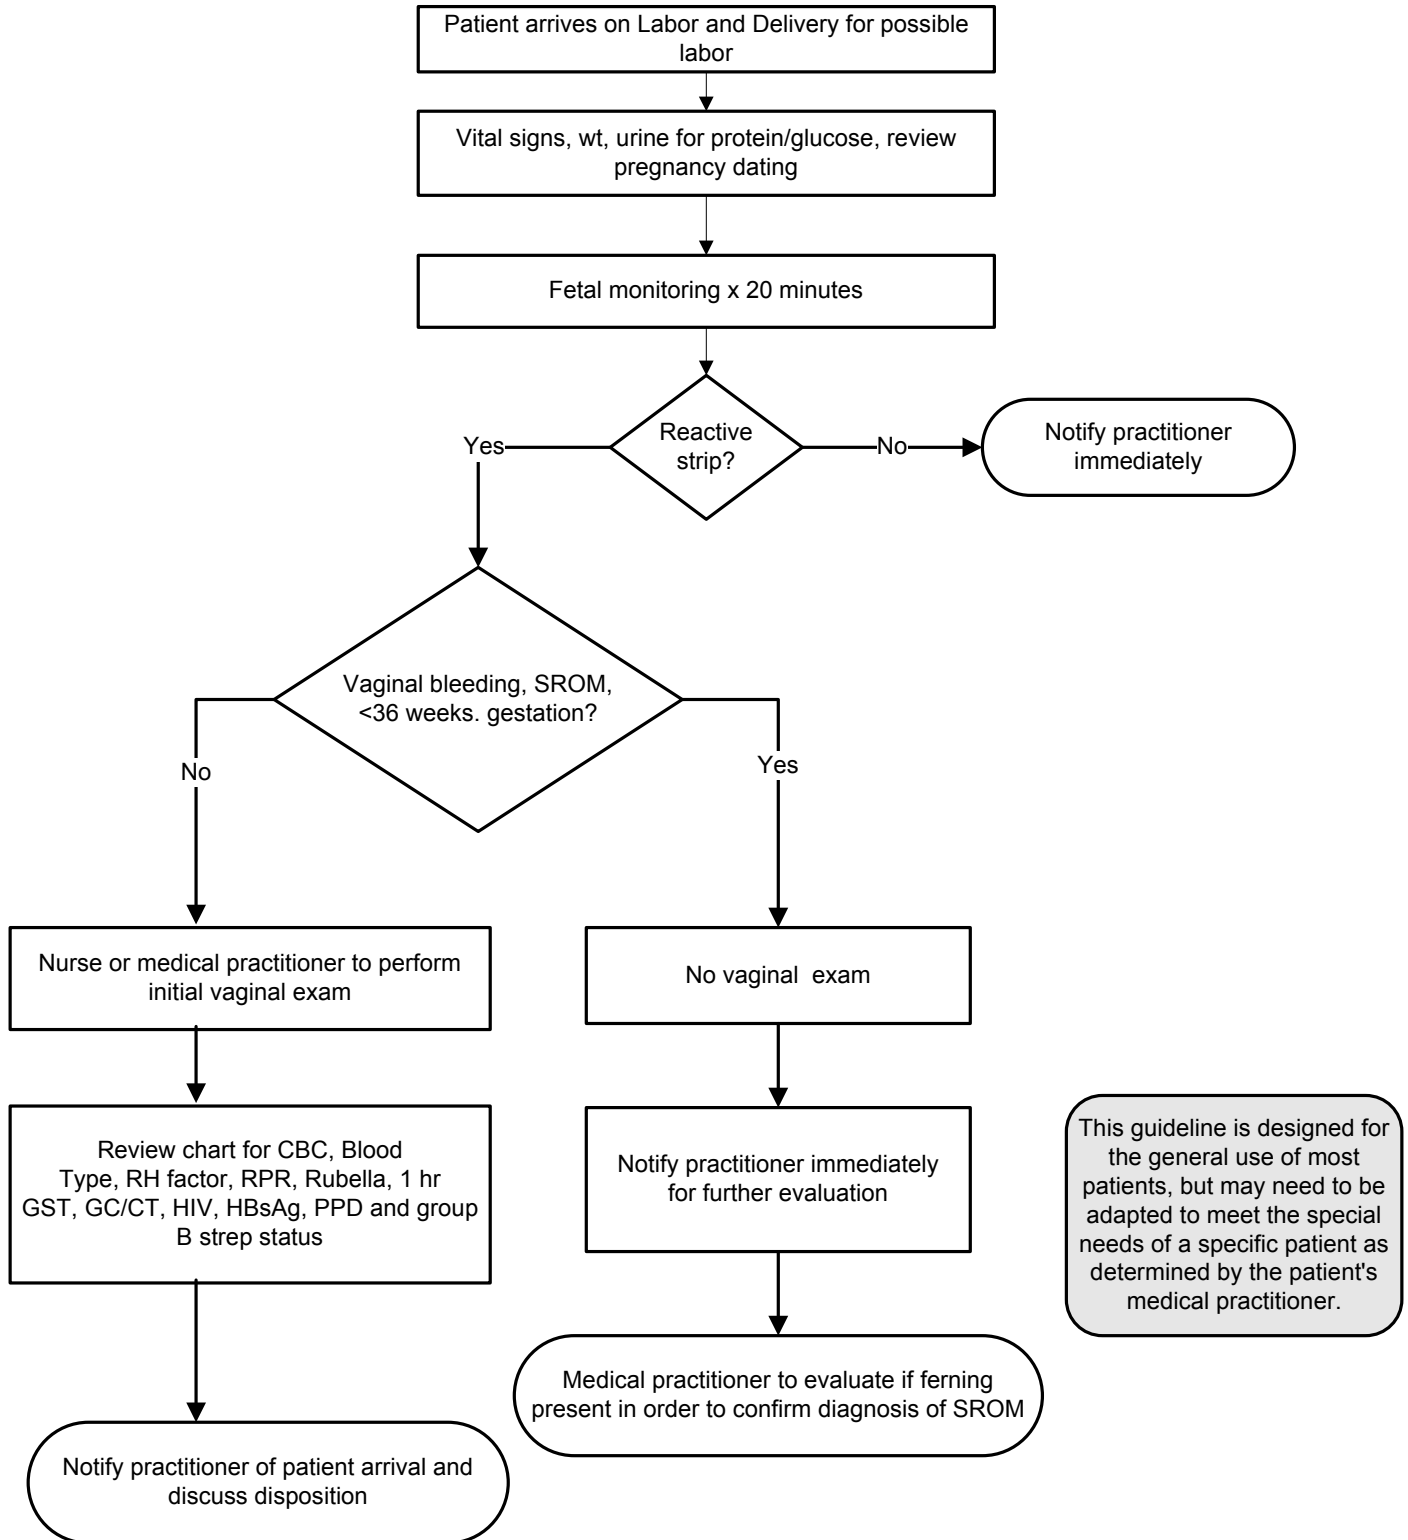 Patient arrives on Labor and Delivery for possible
labor
Vital signs, wt, urine for protein/glucose, review
pregnancy dating
Fetal monitoring x 20 minutes
Reactive
strip?
Yes
No
Notify practitioner
immediately
Vaginal bleeding, SROM,
<36 weeks. gestation?
No
Yes
Nurse or medical practitioner to perform
initial vaginal exam
No vaginal  exam
Review chart for CBC, Blood
Type, RH factor, RPR, Rubella, 1 hr
GST, GC/CT, HIV, HBsAg, PPD and group
B strep status
Notify practitioner immediately
for further evaluation
This guideline is designed for
the general use of most
patients, but may need to be
adapted to meet the special
needs of a specific patient as
determined by the patient's
medical practitioner.
Medical practitioner to evaluate if ferning
present in order to confirm diagnosis of SROM
Notify practitioner of patient arrival and
discuss disposition